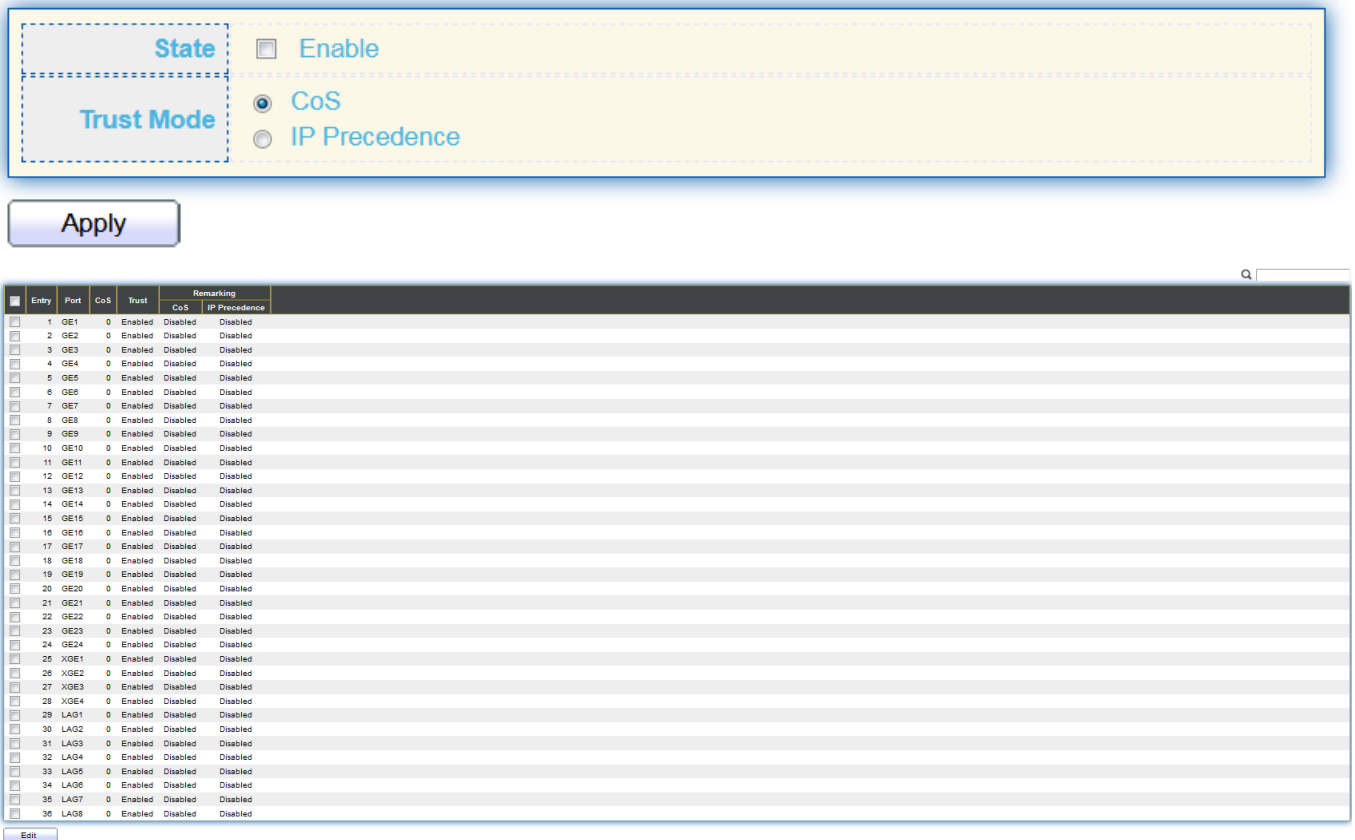 State Enable
Trust Mode CoS
IP Precedence
Apply
Entry Port CoS Trust Remarking
CoS IP Precedence
1 GE1 0 Enabled Disabled Disabled
2 GE2 0 Enabled Disabled Disabled
3 GE3 0 Enabled Disabled Disabled
4 GE4 0 Enabled Disabled Disabled
5 GE5 0 Enabled Disabled Disabled
6 GE6 0 Enabled Disabled Disabled
7 GE7 0 Enabled Disabled Disabled
8 GE8 0 Enabled Disabled Disabled
9 GE9 0 Enabled Disabled Disabled
10 GE10 0 Enabled Disabled Disabled
11 GE11 0 Enabled Disabled Disabled
12 GE12 0 Enabled Disabled Disabled
13 GE13 0 Enabled Disabled Disabled
14 GE14 0 Enabled Disabled Disabled
15 GE15 0 Enabled Disabled Disabled
16 GE16 0 Enabled Disabled Disabled
17 GE17 0 Enabled Disabled Disabled
18 GE18 0 Enabled Disabled Disabled
19 GE19 0 Enabled Disabled Disabled
20 GE20 0 Enabled Disabled Disabled
21 GE21 0 Enabled Disabled Disabled
22 GE22 0 Enabled Disabled Disabled
23 GE23 0 Enabled Disabled Disabled
24 GE24 0 Enabled Disabled Disabled
25 XGE1 0 Enabled Disabled Disabled
26 XGE2 0 Enabled Disabled Disabled
27 XGE3 0 Enabled Disabled Disabled
28 XGE4 0 Enabled Disabled Disabled
29 LAG1 0 Enabled Disabled Disabled
30 LAG2 0 Enabled Disabled Disabled
31 LAG3 0 Enabled Disabled Disabled
32 LAG4 0 Enabled Disabled Disabled
33 LAG5 0 Enabled Disabled Disabled
34 LAG6 0 Enabled Disabled Disabled
35 LAG7 0 Enabled Disabled Disabled
36 LAG8 0 Enabled Disabled Disabled
Edit